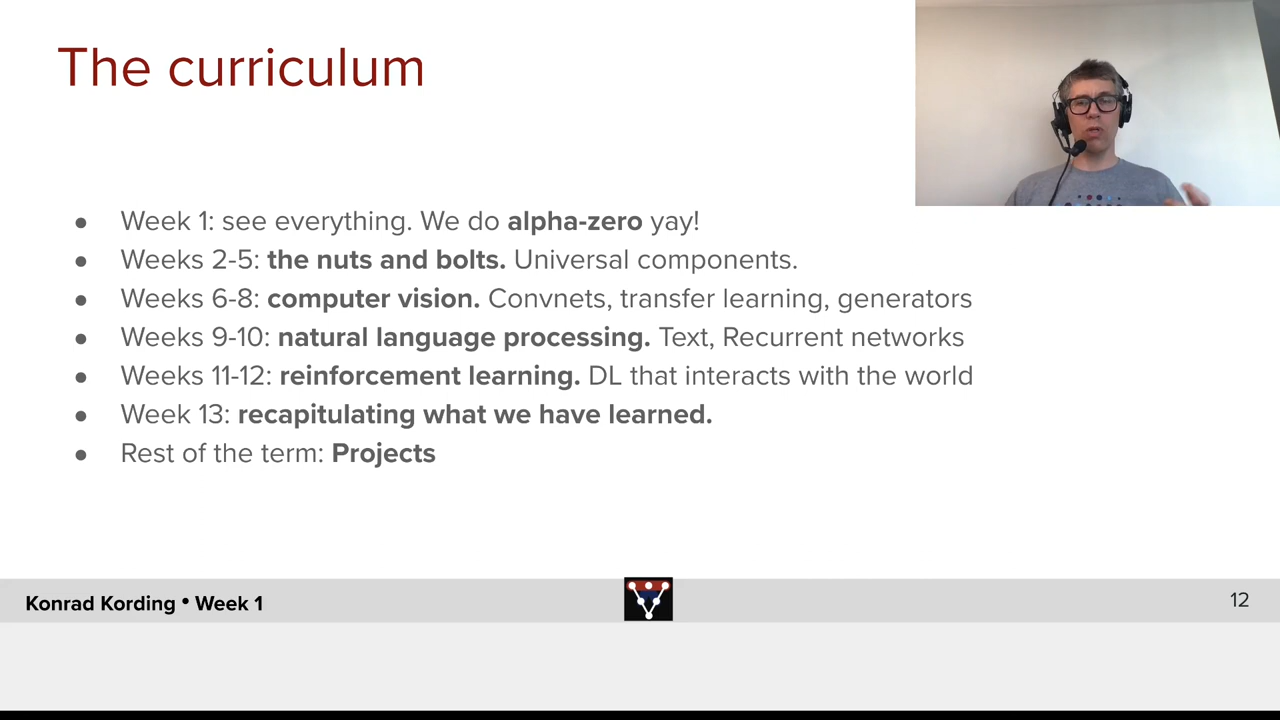 The curriculum
● Week 1: see everything. We do alpha-zero yay!
● Weeks 2-5: the nuts and bolts. Universal components.
● Weeks 6-8: computer vision. Convnets, transfer learning, generators
● Weeks 9-10: natural language processing. Text, Recurrent networks
● Weeks 11-12: reinforcement learning. DL that interacts with the world
● Week 13: recapitulating what we have learned.
● Rest of the term: Projects
Konrad Kording • Week 1
12